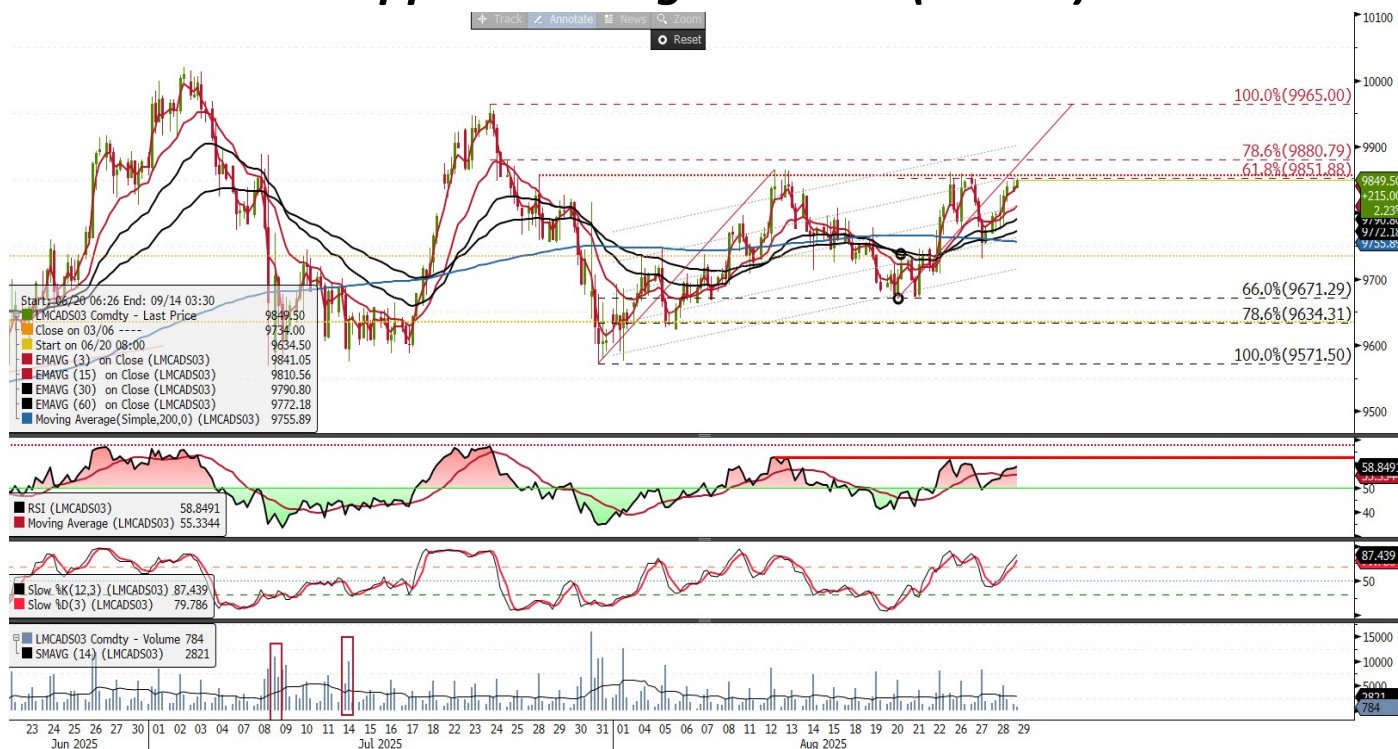 Track Annotate News Zoom
Reset
10100
10000
9900
9700
9600
9500
100.0%(9965.00)
78.6%(9880.79)
61.8%(9851.88)
66.0%(9671.29)
78.6%(9634.31)
100.0%(9571.50)
9849.50
+215.00
2.23%
9790.80
9772.18
9755.89
Start: 06/20 06:26 End: 09/14 03:30
LMCADS03 Comdty - Last Price 9849.50
Close on 03/06 ---- 9734.00
Start on 06/20 08:00 9634.50
EMAVG (3) on Close (LMCADS03) 9841.05
EMAVG (15) on Close (LMCADS03) 9810.56
EMAVG (30) on Close (LMCADS03) 9790.80
EMAVG (60) on Close (LMCADS03) 9772.18
Moving Average(Simple,200,0) (LMCADS03) 9755.89
58.8491
50
40
RSI (LMCADS03) 58.8491
Moving Average (LMCADS03) 55.3344
87.439
50
Slow %K(12,3) (LMCADS03) 87.439
Slow %D(3) (LMCADS03) 79.786
LMCADS03 Comdty - Volume 784
SMAVG (14) (LMCADS03) 2821
15000
10000
5000
2821
784
23 24 25 26 27 30 01 02 03 04 07 08 09 10 11 14 15 16 17 18 21 22 23 24 25 28 29 30 31 01 04 05 06 07 08 11 12 13 14 15 18 19 20 21 22 25 26 27 28 29
Jun 2025 Jul 2025 Aug 2025